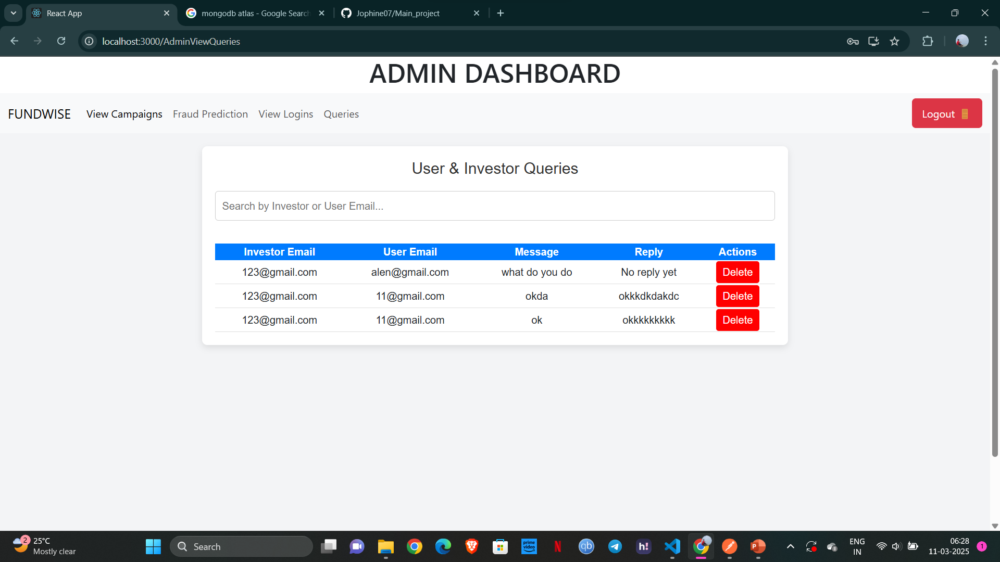 React App
mongodb atlas - Google Search
Jophine07/Main_project
localhost:3000/AdminViewQueries
ADMIN DASHBOARD
FUNDWISE View Campaigns Fraud Prediction View Logins Queries Logout
User & Investor Queries
Search by Investor or User Email...
Investor Email User Email Message Reply Actions
123@gmail.com alen@gmail.com what do you do No reply yet Delete
123@gmail.com 11@gmail.com okda okkkdkdakdc Delete
123@gmail.com 11@gmail.com ok okkkkkkkkk Delete
2
25°C
Mostly clear
Search
prime video
qb
h!
P
ENG
IN
06:28
11-03-2025
1